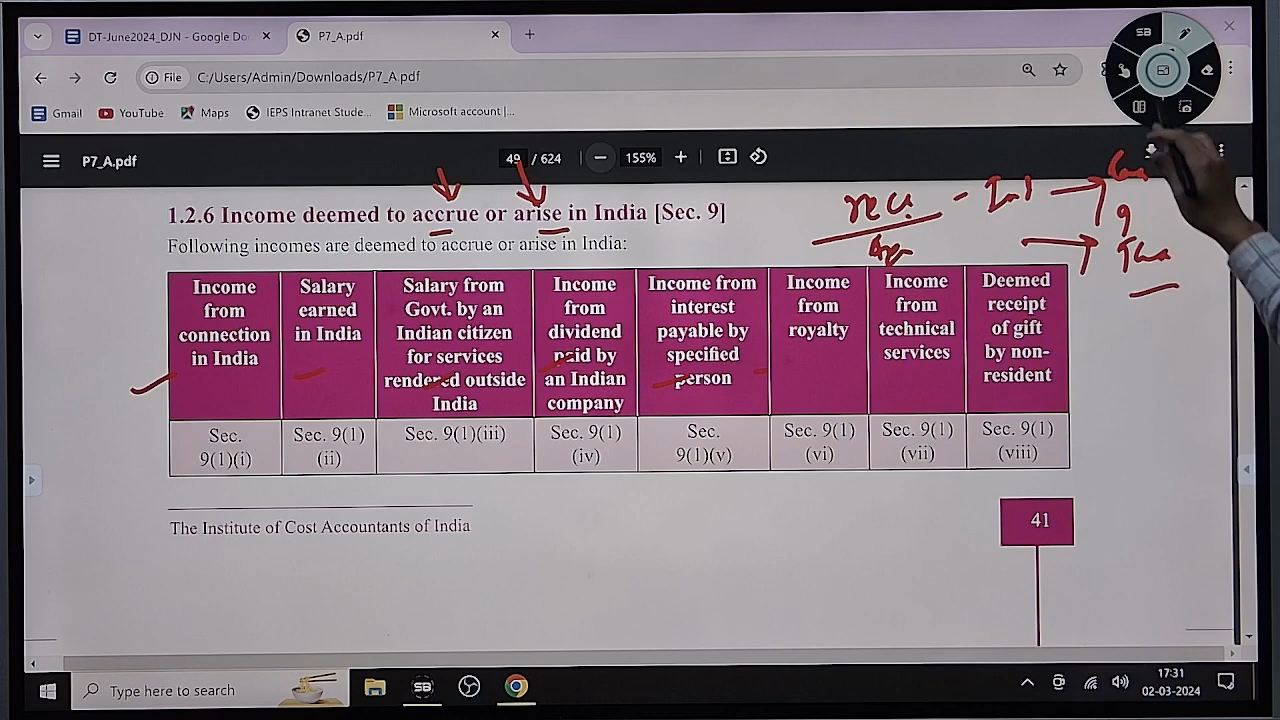 DT-June2024_DJN - Google Do
P7_A.pdf
File
C:/Users/Admin/Downloads/P7_A.pdf
Gmail
YouTube
Maps
IEPS Intranet Stude...
Microsoft account |...
P7_A.pdf
49 / 624
155%
1.2.6 Income deemed to accrue or arise in India [Sec. 9]
Following incomes are deemed to accrue or arise in India:
Income from connection in India
Salary earned in India
Salary from Govt. by an Indian citizen for services rendered outside India
Income from dividend paid by an Indian company
Income from interest payable by specified person
Income from royalty
Income from technical services
Deemed receipt of gift by non-resident
Sec. 9(1)(i)
Sec. 9(1)(ii)
Sec. 9(1)(iii)
Sec. 9(1)(iv)
Sec. 9(1)(v)
Sec. 9(1)(vi)
Sec. 9(1)(vii)
Sec. 9(1)(viii)
The Institute of Cost Accountants of India
41
Type here to search
SB
SB
17:31
02-03-2024